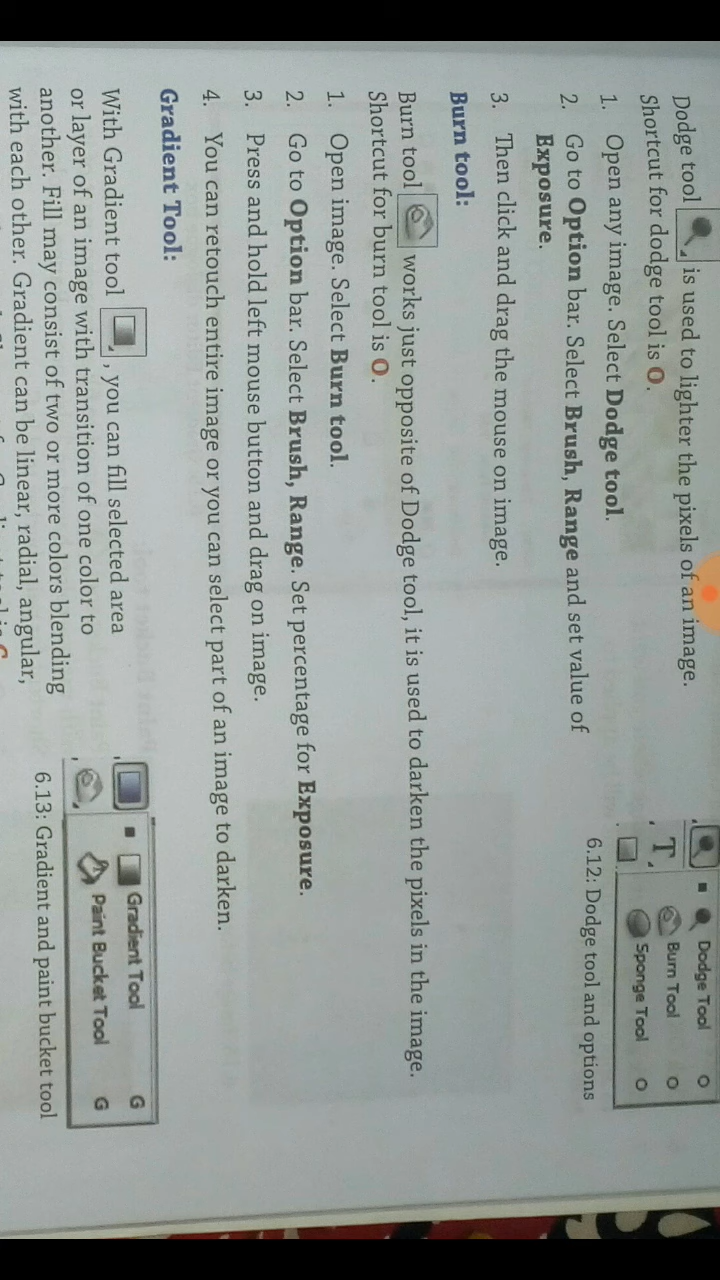 Dodge tool is used to lighter the pixels of an image.
Shortcut for dodge tool is O.
1. Open any image. Select Dodge tool.
2. Go to Option bar. Select Brush, Range and set value of
Exposure.
3. Then click and drag the mouse on image.
Dodge Tool O
T Burn Tool O
Sponge Tool O
6.12: Dodge tool and options
Burn tool:
Burn tool works just opposite of Dodge tool, it is used to darken the pixels in the image.
Shortcut for burn tool is O.
1. Open image. Select Burn tool.
2. Go to Option bar. Select Brush, Range. Set percentage for Exposure.
3. Press and hold left mouse button and drag on image.
4. You can retouch entire image or you can select part of an image to darken.
Gradient Tool:
With Gradient tool , you can fill selected area
or layer of an image with transition of one color to
another. Fill may consist of two or more colors blending
with each other. Gradient can be linear, radial, angular,
Gradient Tool G
Paint Bucket Tool G
6.13: Gradient and paint bucket tool